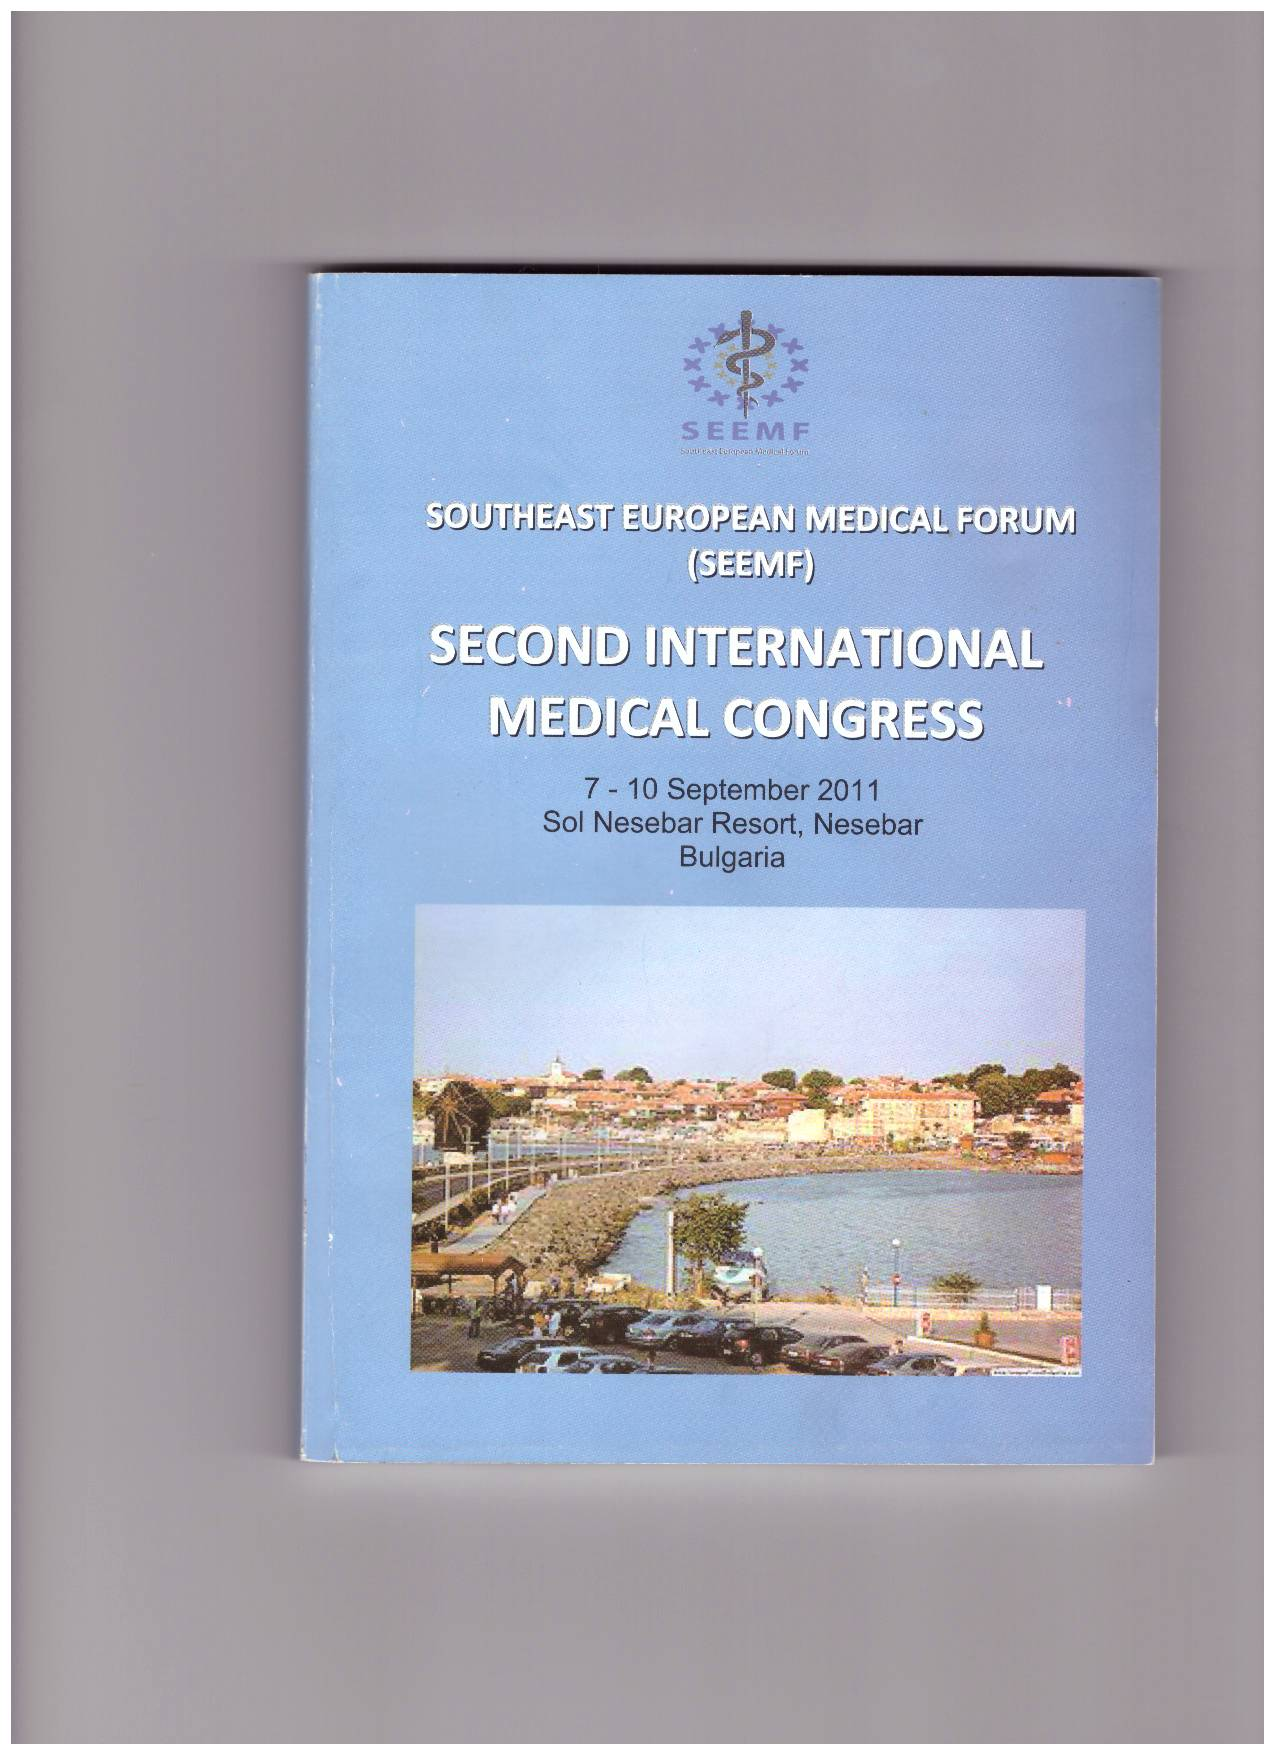 SEEMF
South East European Medical Forum
SOUTHEAST EUROPEAN MEDICAL FORUM
(SEEMF)
SECOND INTERNATIONAL
MEDICAL CONGRESS
7 - 10 September 2011
Sol Nesebar Resort, Nesebar
Bulgaria